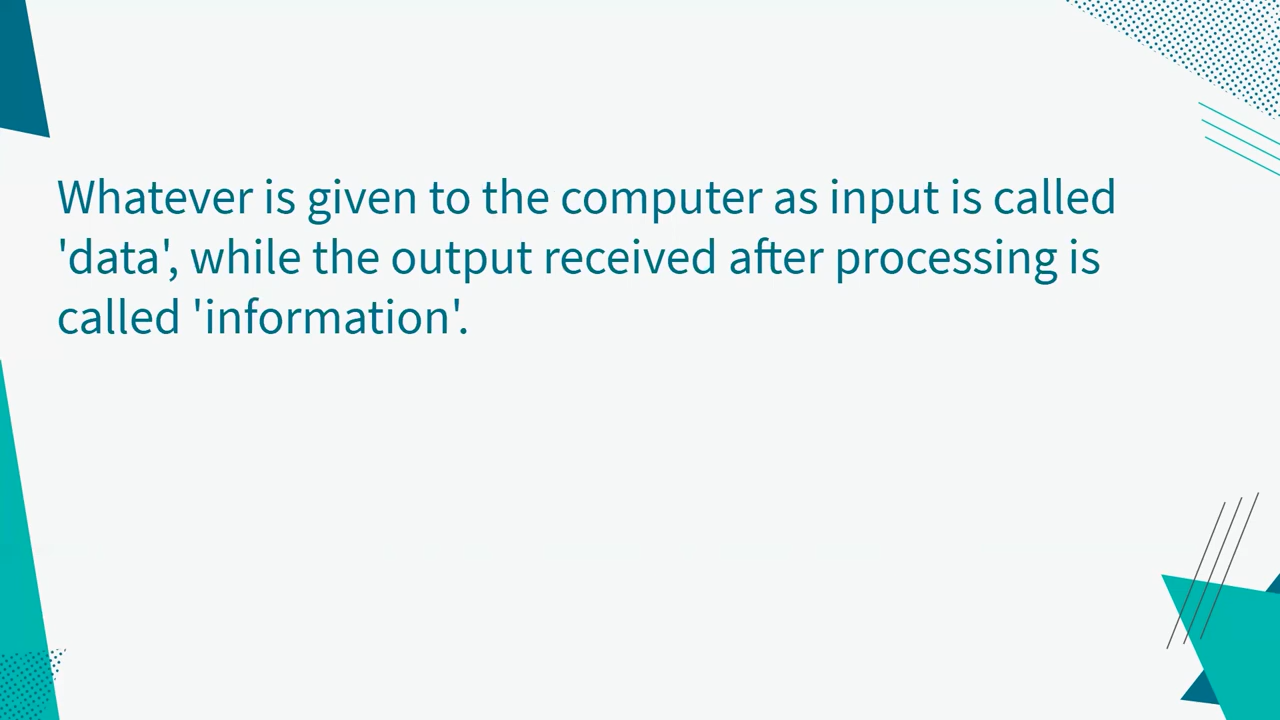 Whatever is given to the computer as input is called
'data', while the output received after processing is
called 'information'.